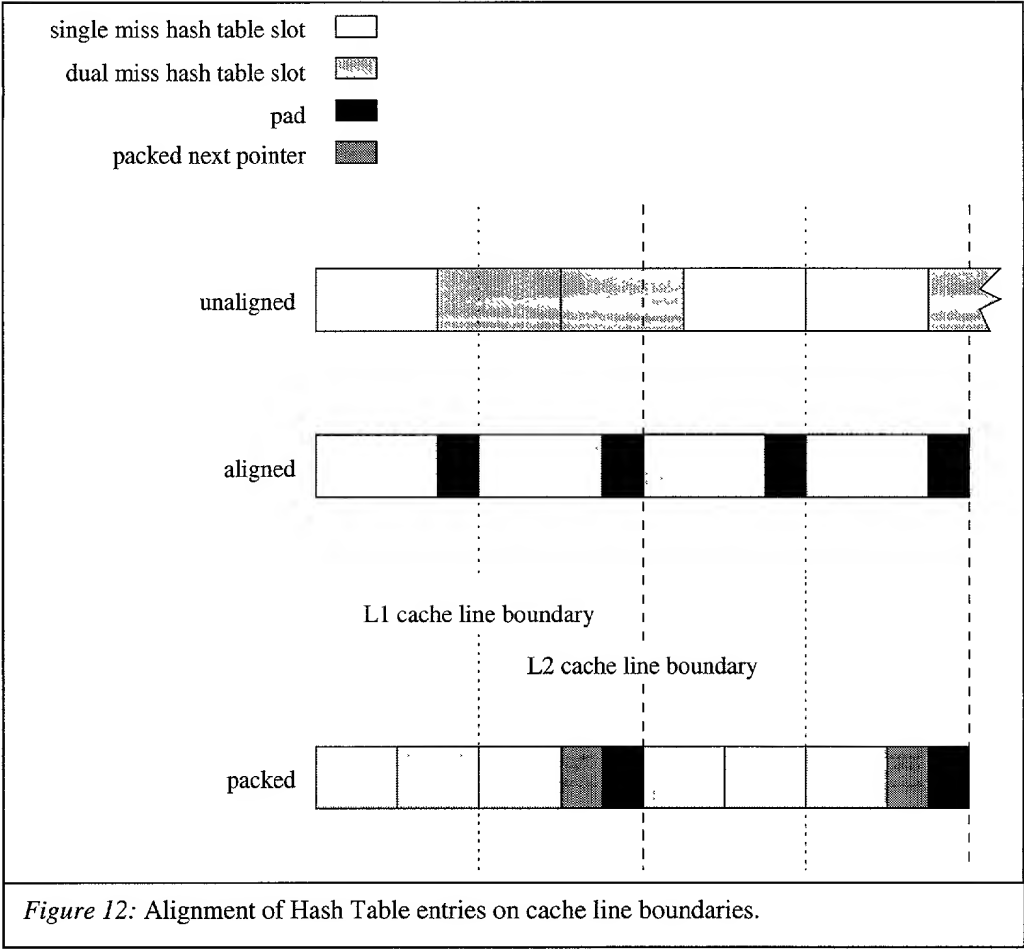 single miss hash table slot
dual miss hash table slot
pad
packed next pointer
unaligned
aligned
L1 cache line boundary
L2 cache line boundary
packed
Figure 12: Alignment of Hash Table entries on cache line boundaries.